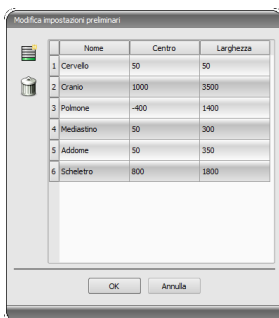 Modifica impostazioni preliminari
Nome Centro Larghezza
1 Cervello 50 50
2 Cranio 1000 3500
3 Polmone -400 1400
4 Mediastino 50 300
5 Addome 50 350
6 Scheletro 800 1800
OK Annulla